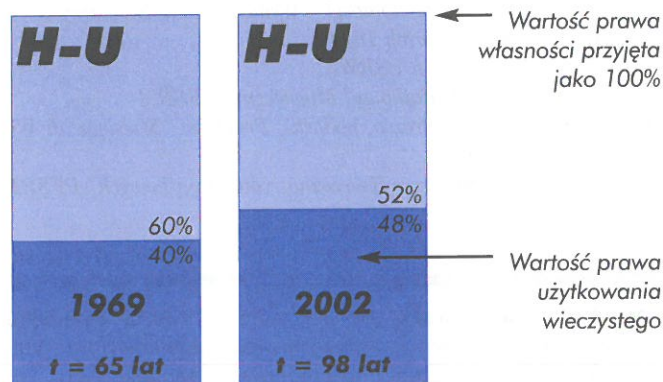 H-U
60%
40%
1969
t = 65 lat
H-U
52%
48%
2002
t = 98 lat
Wartość prawa
własności przyjęta
jako 100%
Wartość prawa
użytkowania
wieczystego